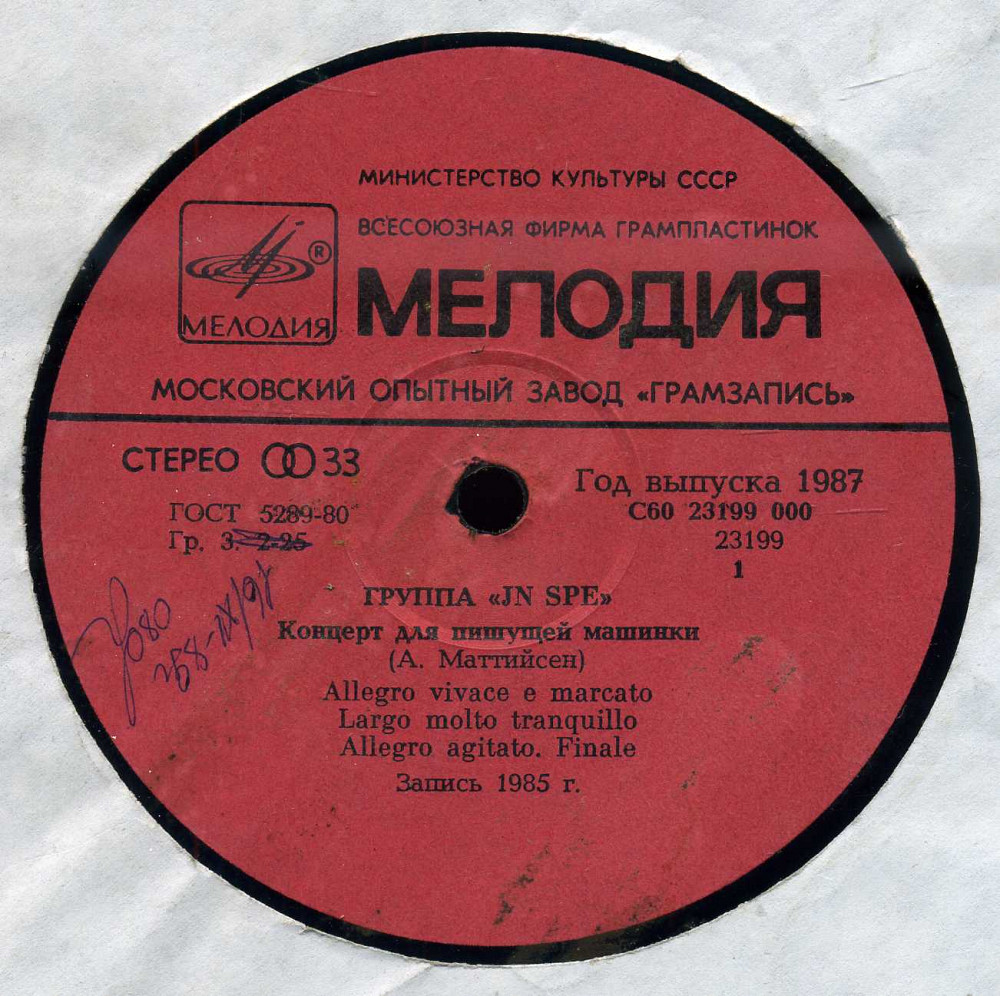 МИНИСТЕРСТВО КУЛЬТУРЫ СССР
ВСЕСОЮЗНАЯ ФИРМА ГРАМПЛАСТИНОК
МЕЛОДИЯ
®
МЕЛОДИЯ
МОСКОВСКИЙ ОПЫТНЫЙ ЗАВОД «ГРАМЗАПИСЬ»
СТЕРЕО 33
Год выпуска 1987
ГОСТ 5289-80
С60 23199 000
Гр. 3. 2-25
23199
1
ГРУППА «JN SPE»
Концерт для пишущей машинки
(А. Маттийсен)
Allegro vivace e marcato
Largo molto tranquillo
Allegro agitato. Finale
Запись 1985 г.